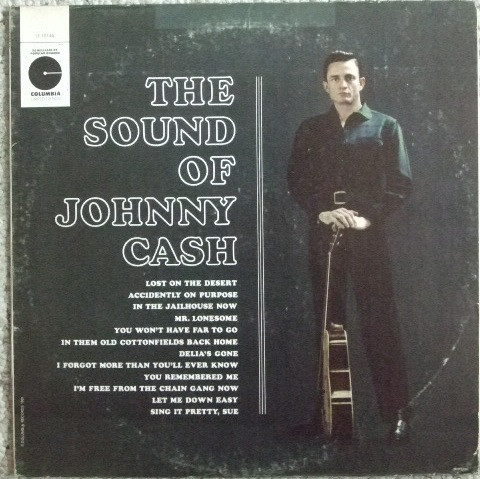 COLUMBIA
THE
SOUND
OF
JOHNNY
CASH
LOST ON THE DESERT
ACCIDENTLY ON PURPOSE
IN THE JAILHOUSE NOW
MR. LONESOME
YOU WON'T HAVE FAR TO GO
IN THEM OLD COTTONFIELDS BACK HOME
DELIA'S GONE
I FORGOT MORE THAN YOU'LL EVER KNOW
YOU REMEMBERED ME
I'M FREE FROM THE CHAIN GANG NOW
LET ME DOWN EASY
SING IT PRETTY, SUE